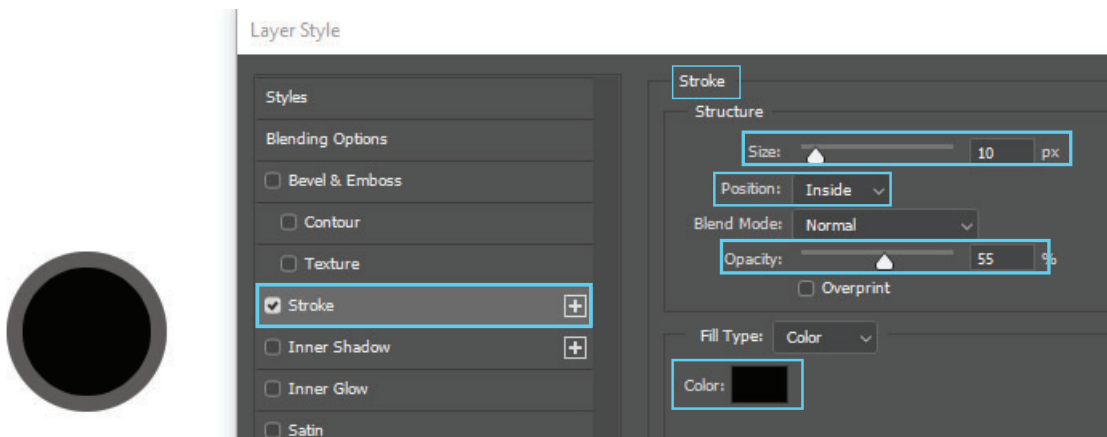 Layer Style
Styles
Blending Options
Bevel & Emboss
Contour
Texture
Stroke
Inner Shadow
Inner Glow
Satin
Stroke
Structure
Size: 10 px
Position: Inside
Blend Mode: Normal
Opacity: 55 %
Overprint
Fill Type: Color
Color: